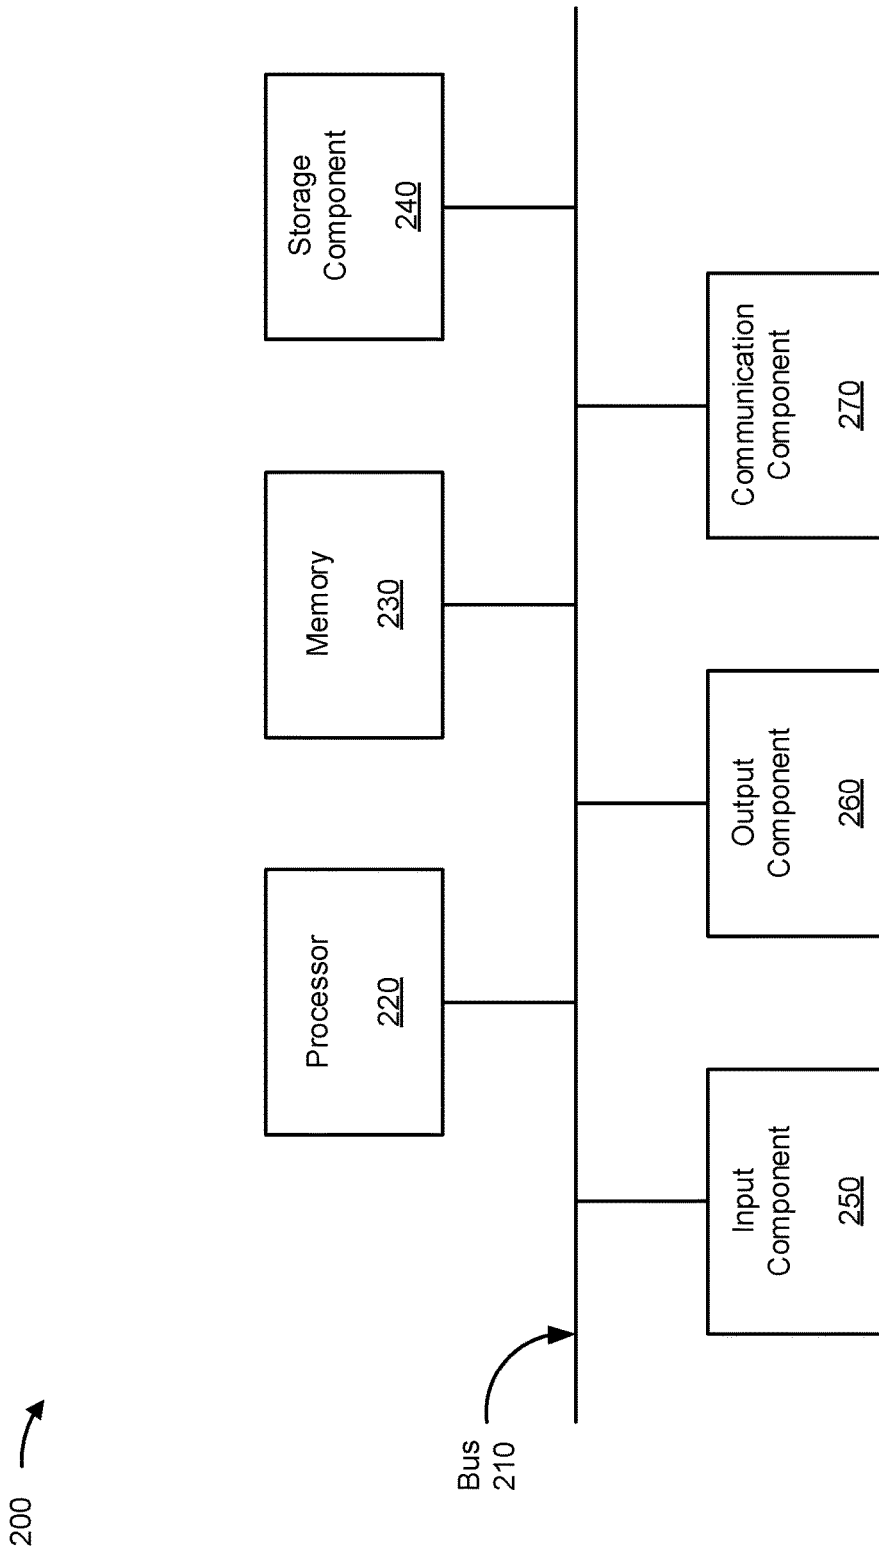 200
Bus
210
Processor
220
Memory
230
Storage
Component
240
Input
Component
250
Output
Component
260
Communication
Component
270